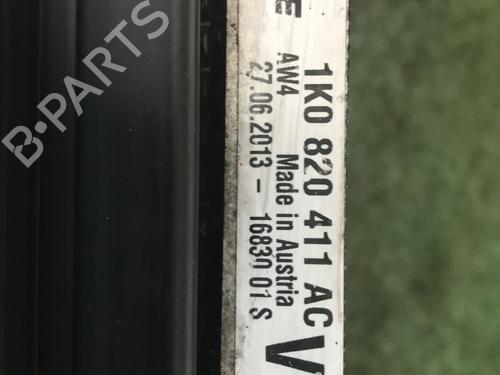 1K0 820 411 AC
AW4 Made in Austria
27.06.2013 - 16830 01 S
B-PARTS